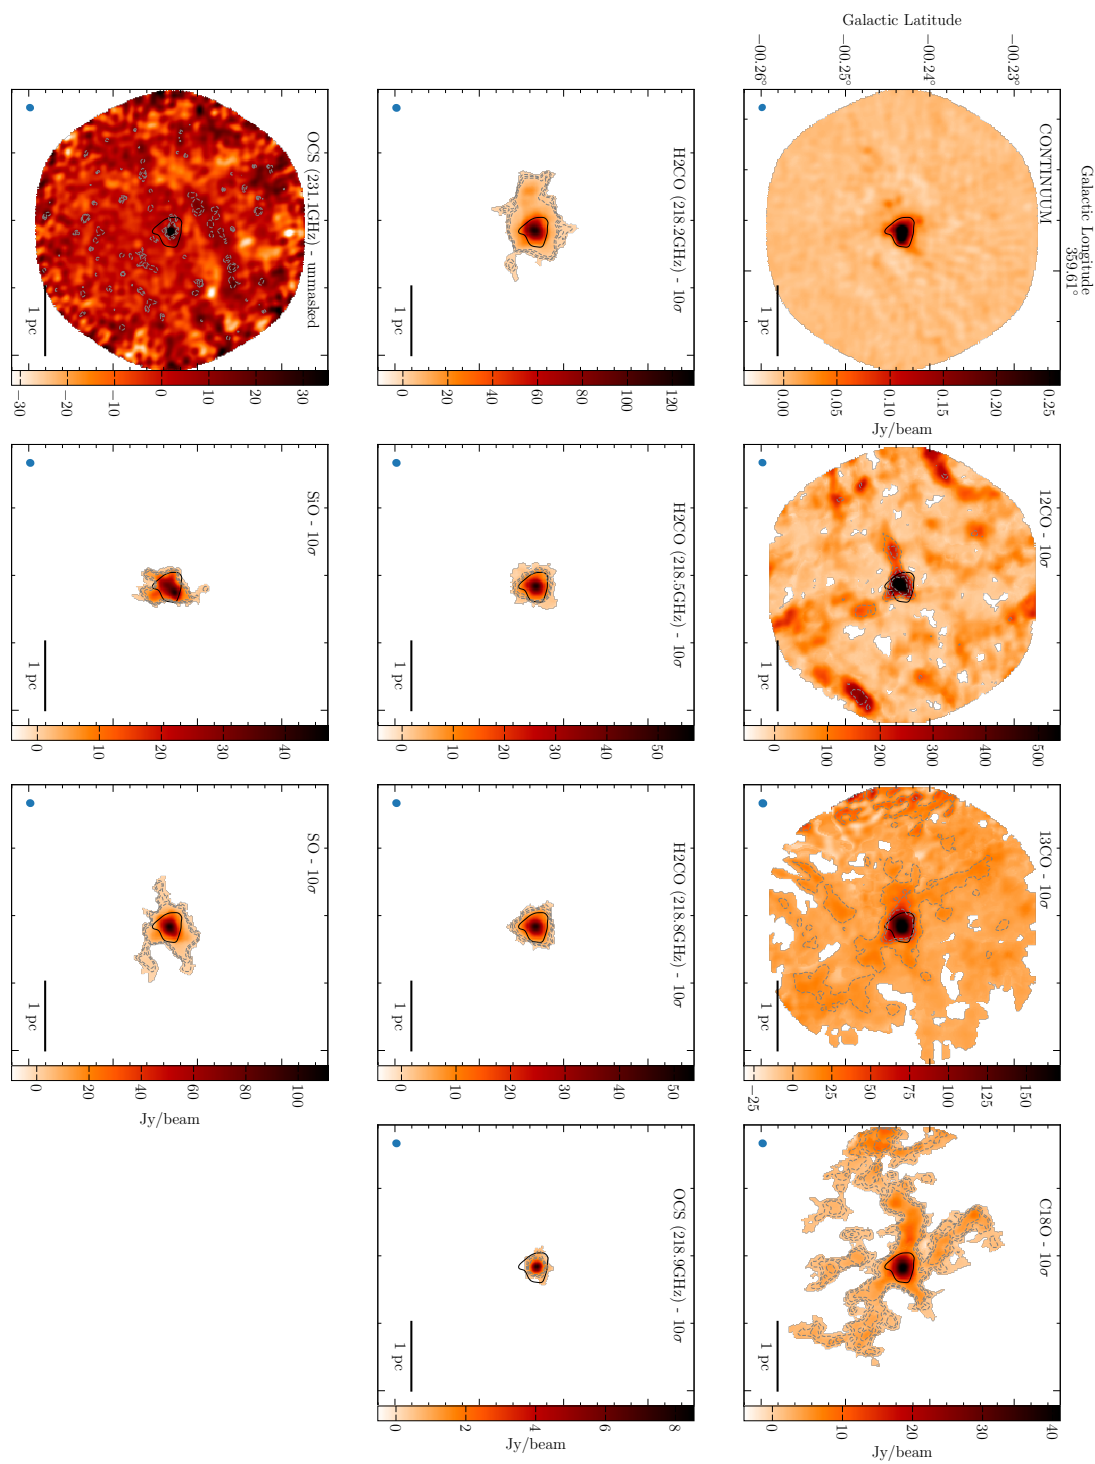 Galactic Longitude
359.61°
Galactic Latitude
−00.26°
−00.25°
−00.24°
−00.23°
CONTINUUM
1 pc
0.00
0.05
0.10
0.15
0.20
0.25
Jy/beam
12CO - 10σ
1 pc
0
100
200
300
400
500
13CO - 10σ
1 pc
−25
0
25
50
75
100
125
150
C18O - 10σ
1 pc
0
10
20
30
40
Jy/beam
H2CO (218.2GHz) - 10σ
1 pc
0
20
40
60
80
100
120
H2CO (218.5GHz) - 10σ
1 pc
0
10
20
30
40
50
H2CO (218.8GHz) - 10σ
1 pc
0
10
20
30
40
50
OCS (218.9GHz) - 10σ
1 pc
0
2
4
6
8
Jy/beam
OCS (231.1GHz) - unmasked
1 pc
−30
−20
−10
0
10
20
30
SiO - 10σ
1 pc
0
10
20
30
40
SO - 10σ
1 pc
0
20
40
60
80
100
Jy/beam